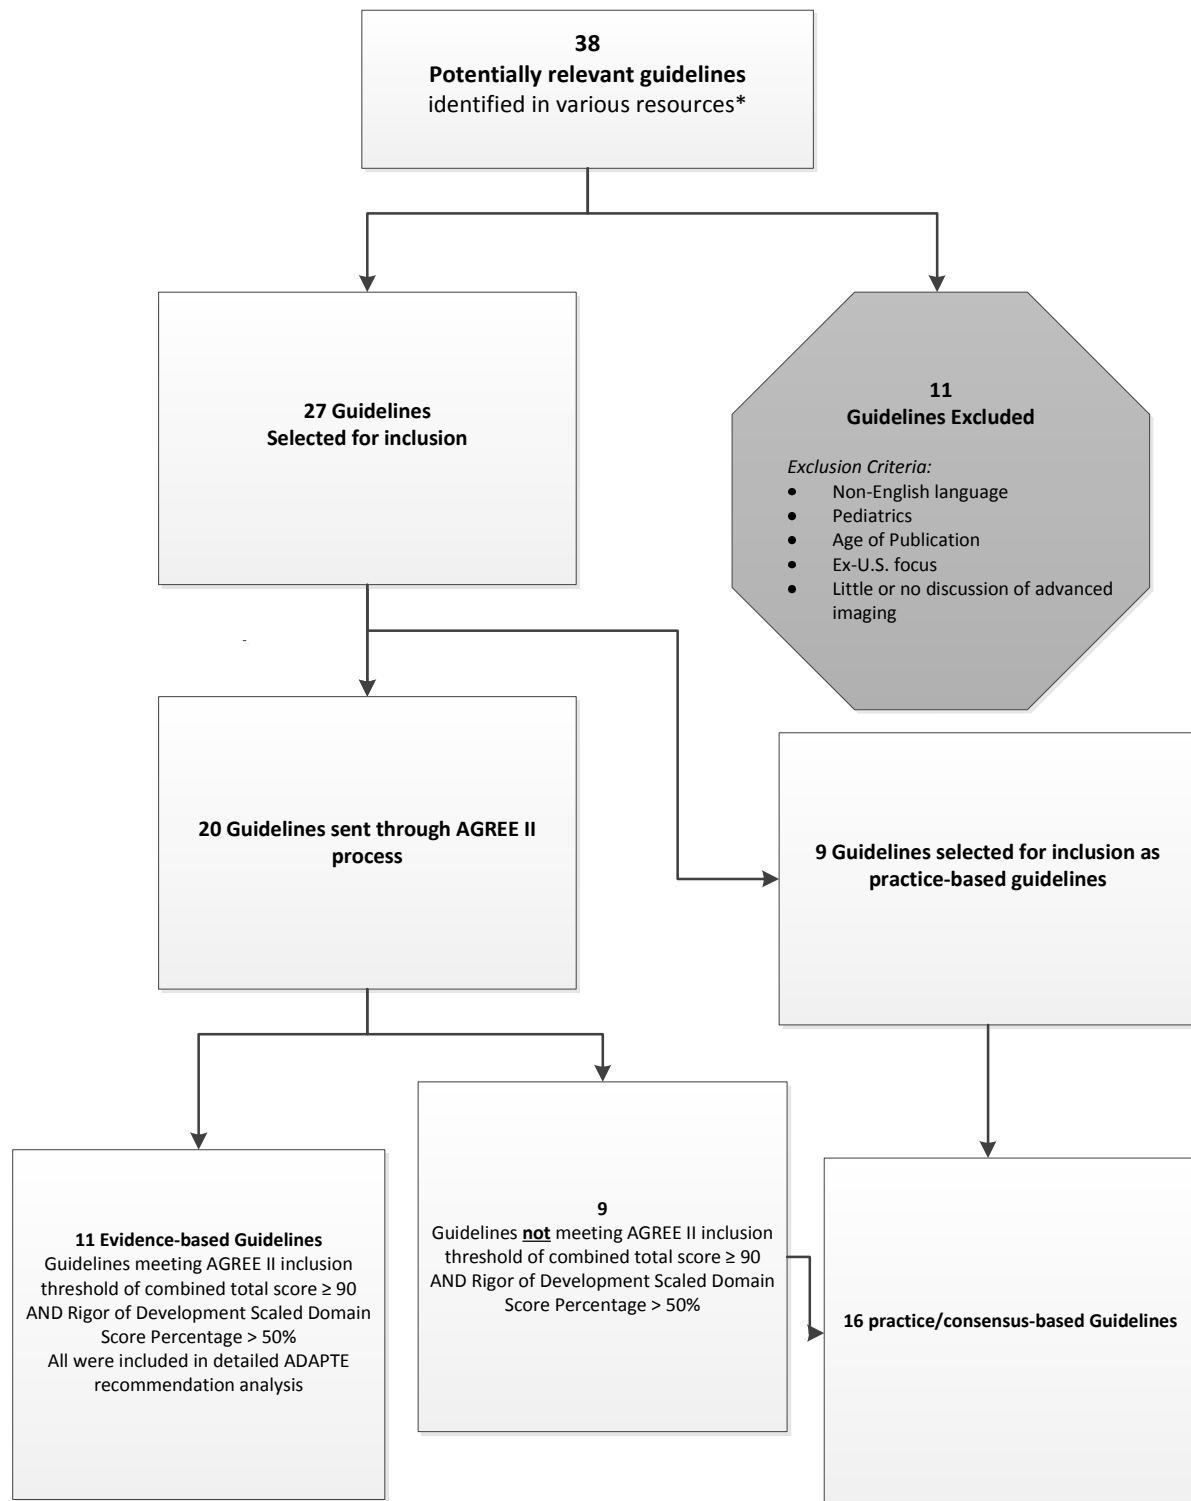 38
Potentially relevant guidelines
identified in various resources*
27 Guidelines
Selected for inclusion
11
Guidelines Excluded
Exclusion Criteria:
• Non-English language
• Pediatrics
• Age of Publication
• Ex-U.S. focus
• Little or no discussion of advanced
imaging
-
20 Guidelines sent through AGREE II
process
9 Guidelines selected for inclusion as
practice-based guidelines
11 Evidence-based Guidelines
Guidelines meeting AGREE II inclusion
threshold of combined total score ≥ 90
AND Rigor of Development Scaled Domain
Score Percentage > 50%
All were included in detailed ADAPTE
recommendation analysis
9
Guidelines not meeting AGREE II inclusion
threshold of combined total score ≥ 90
AND Rigor of Development Scaled Domain
Score Percentage > 50%
16 practice/consensus-based Guidelines